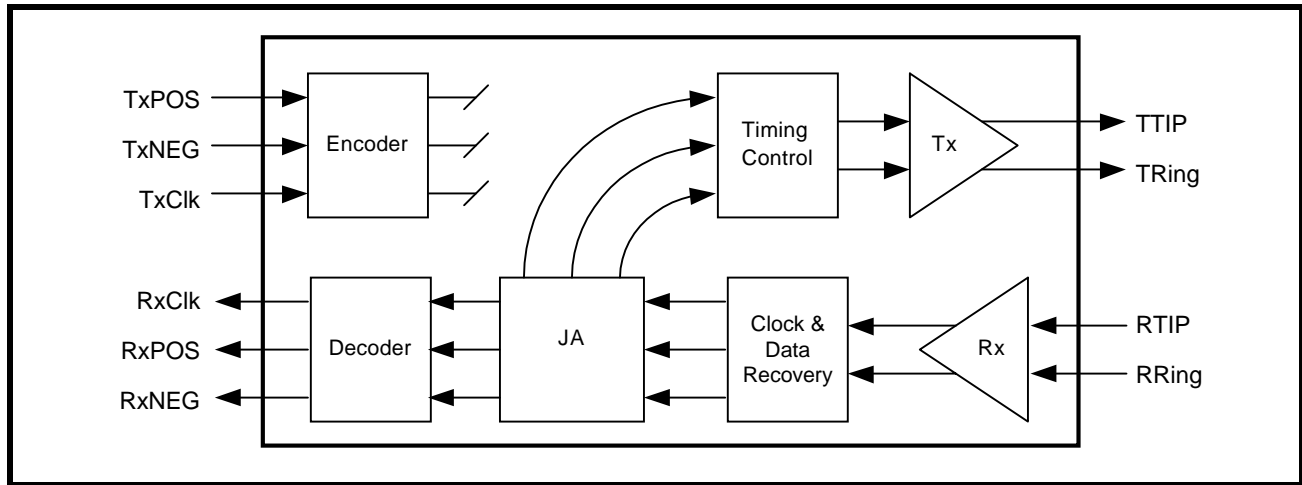 TxPOS
TxNEG
TxClk
Encoder
Timing
Control
Tx
TTIP
TRing
RxClk
RxPOS
RxNEG
Decoder
JA
Clock &
Data
Recovery
Rx
RTIP
RRing